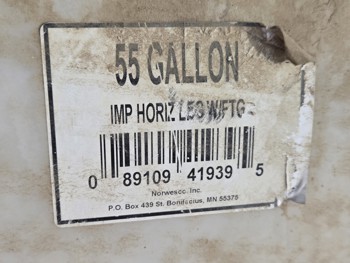 55 GALLON
IMP HORIZ LEG W/FTG
0 89109 41939 5
Norwesco, Inc.
P.O. Box 439 St. Bonifacius, MN 55375